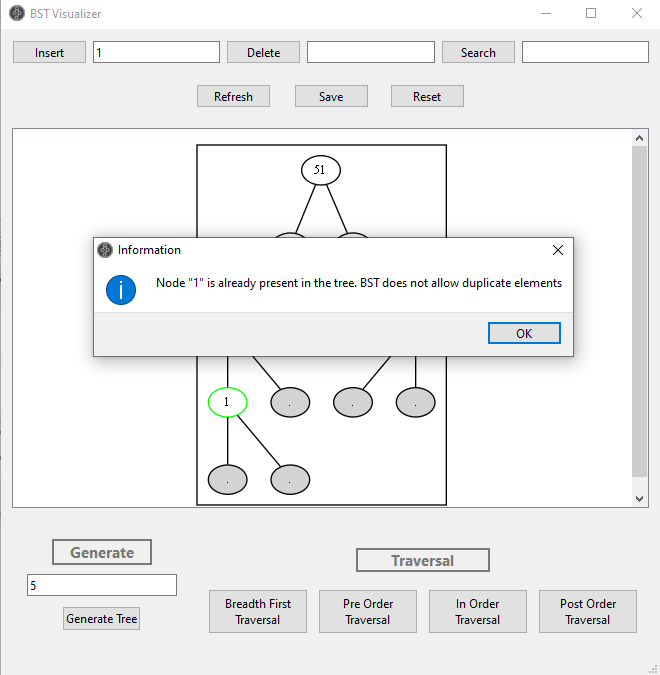 BST Visualizer
Insert 1 Delete Search
Refresh Save Reset
51
Information
Node "1" is already present in the tree. BST does not allow duplicate elements
OK
1 . . .
. .
Generate
5
Generate Tree
Traversal
Breadth First
Traversal
Pre Order
Traversal
In Order
Traversal
Post Order
Traversal